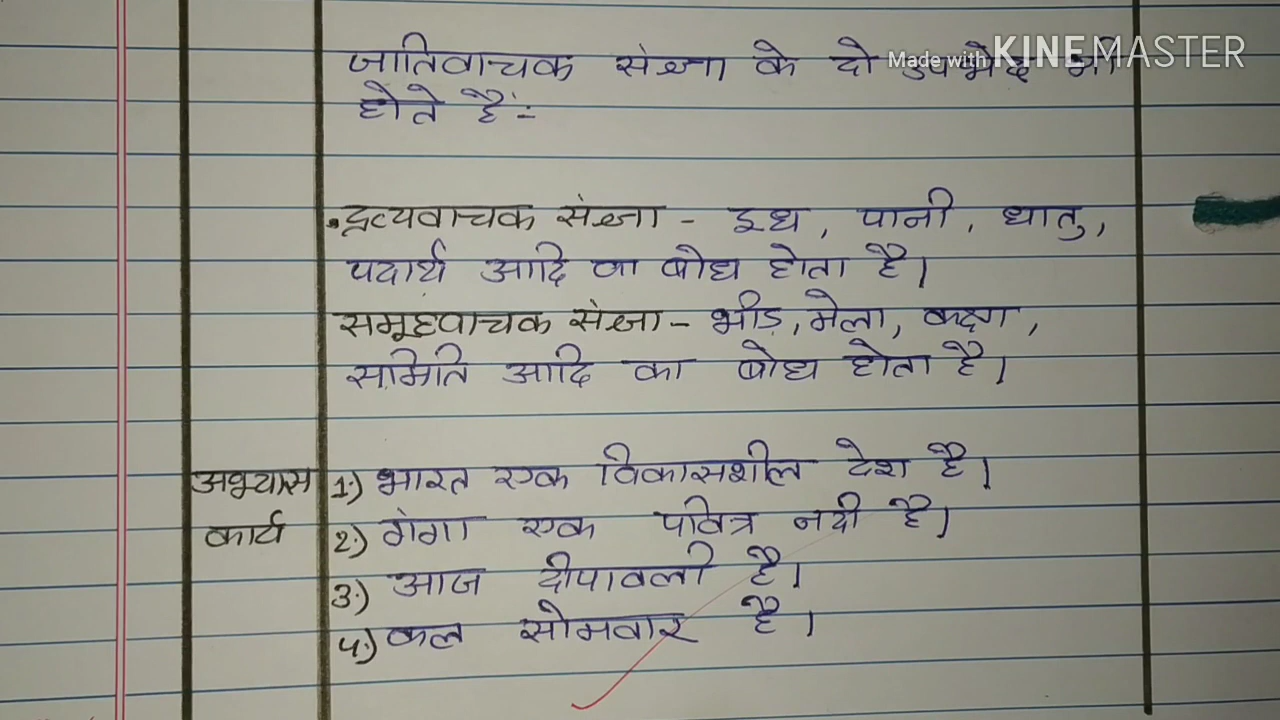 Made with KINEMASTER
जातिवाचक संज्ञा के दो उपभेद भी
होते हैं:-
• द्रव्यवाचक संज्ञा - दूध, पानी, धातु,
पदार्थ आदि का बोध होता है।
समूहवाचक संज्ञा - भीड़, मेला, कक्षा,
समिति आदि का बोध होता है।
अभ्यास 1.) भारत एक विकासशील देश है।
कार्य 2.) गंगा एक पवित्र नदी है।
3.) आज दीपावली है।
4.) कल सोमवार है।